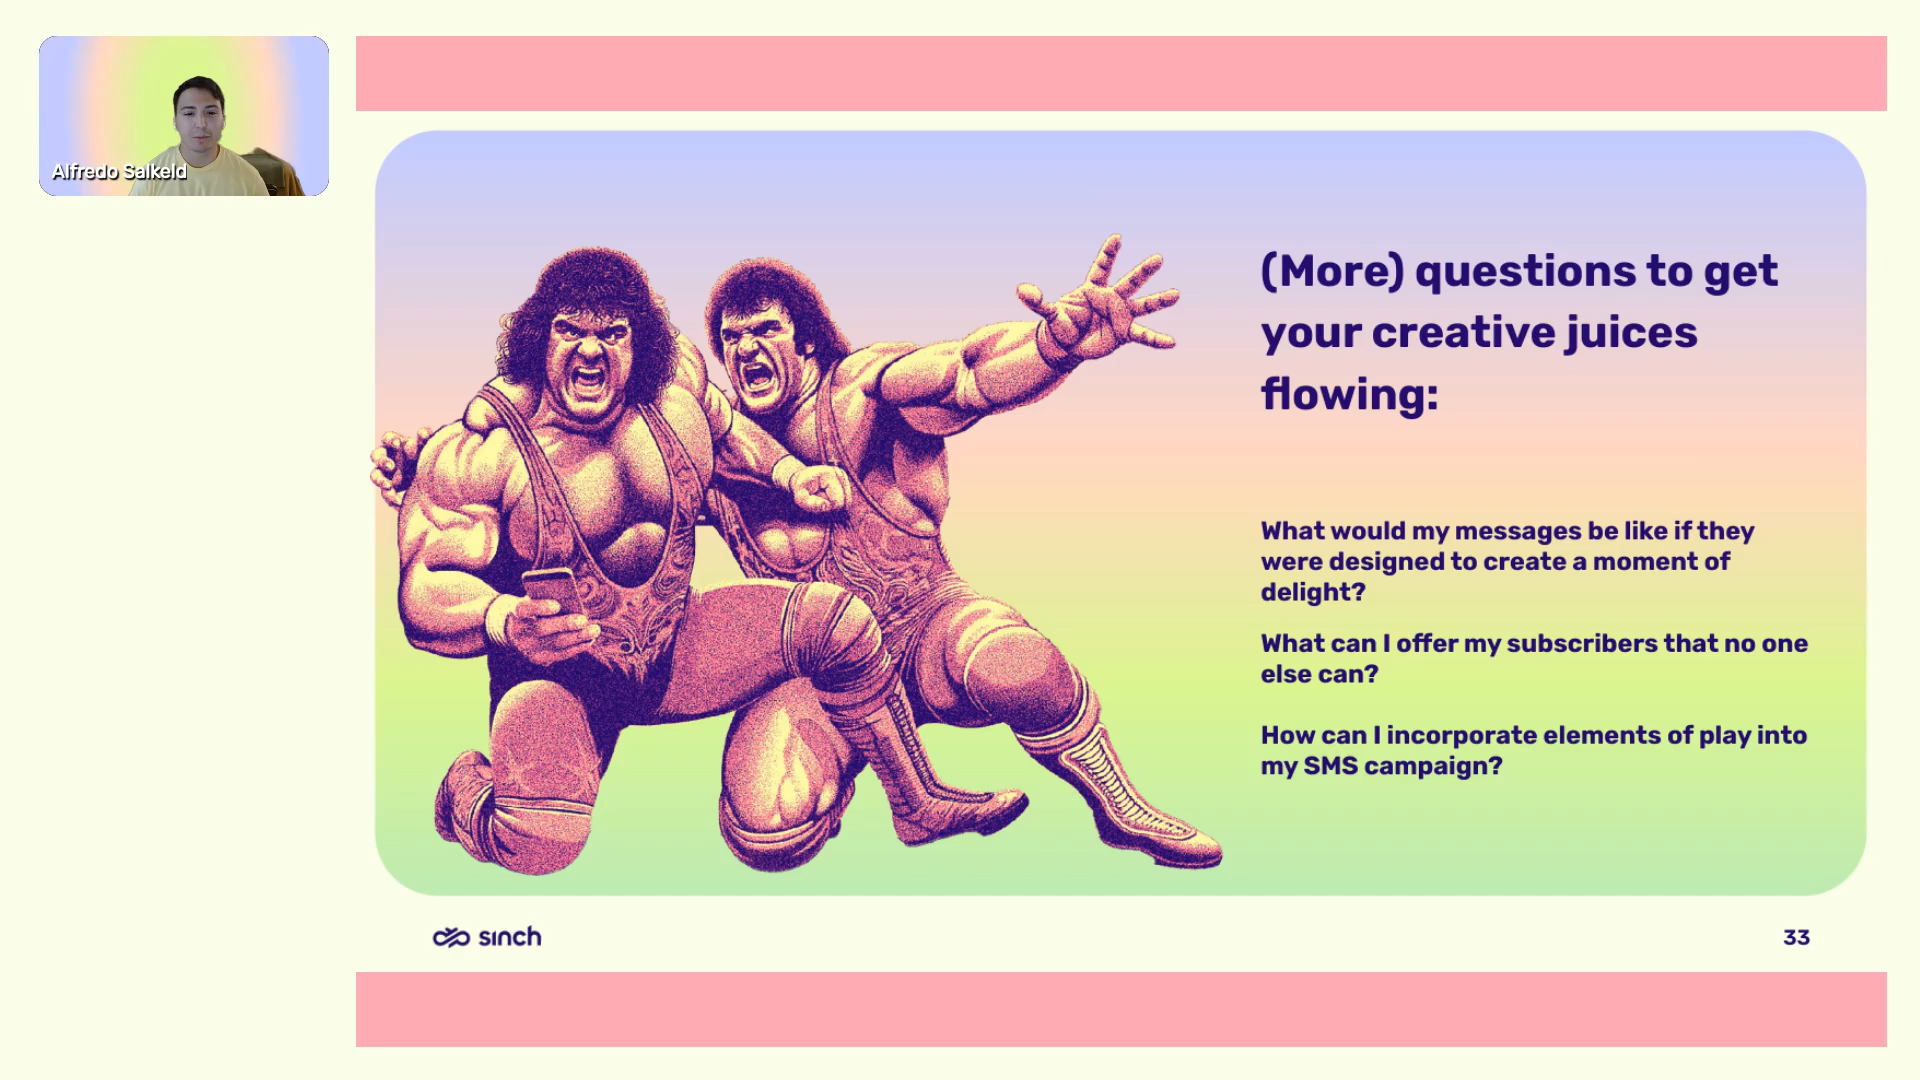 Alfredo Salkeld
(More) questions to get
your creative juices
flowing:
What would my messages be like if they
were designed to create a moment of
delight?
What can I offer my subscribers that no one
else can?
How can I incorporate elements of play into
my SMS campaign?
sinch
33